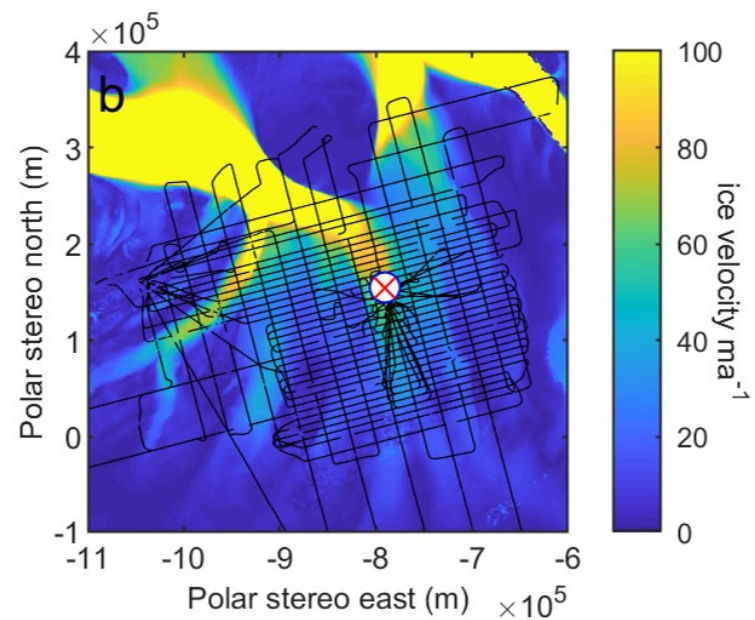 ×10⁵
4
3
2
1
0
-1
b
Polar stereo north (m)
-11 -10 -9 -8 -7 -6
Polar stereo east (m) ×10⁵
100
80
60
40
20
0
ice velocity ma⁻¹